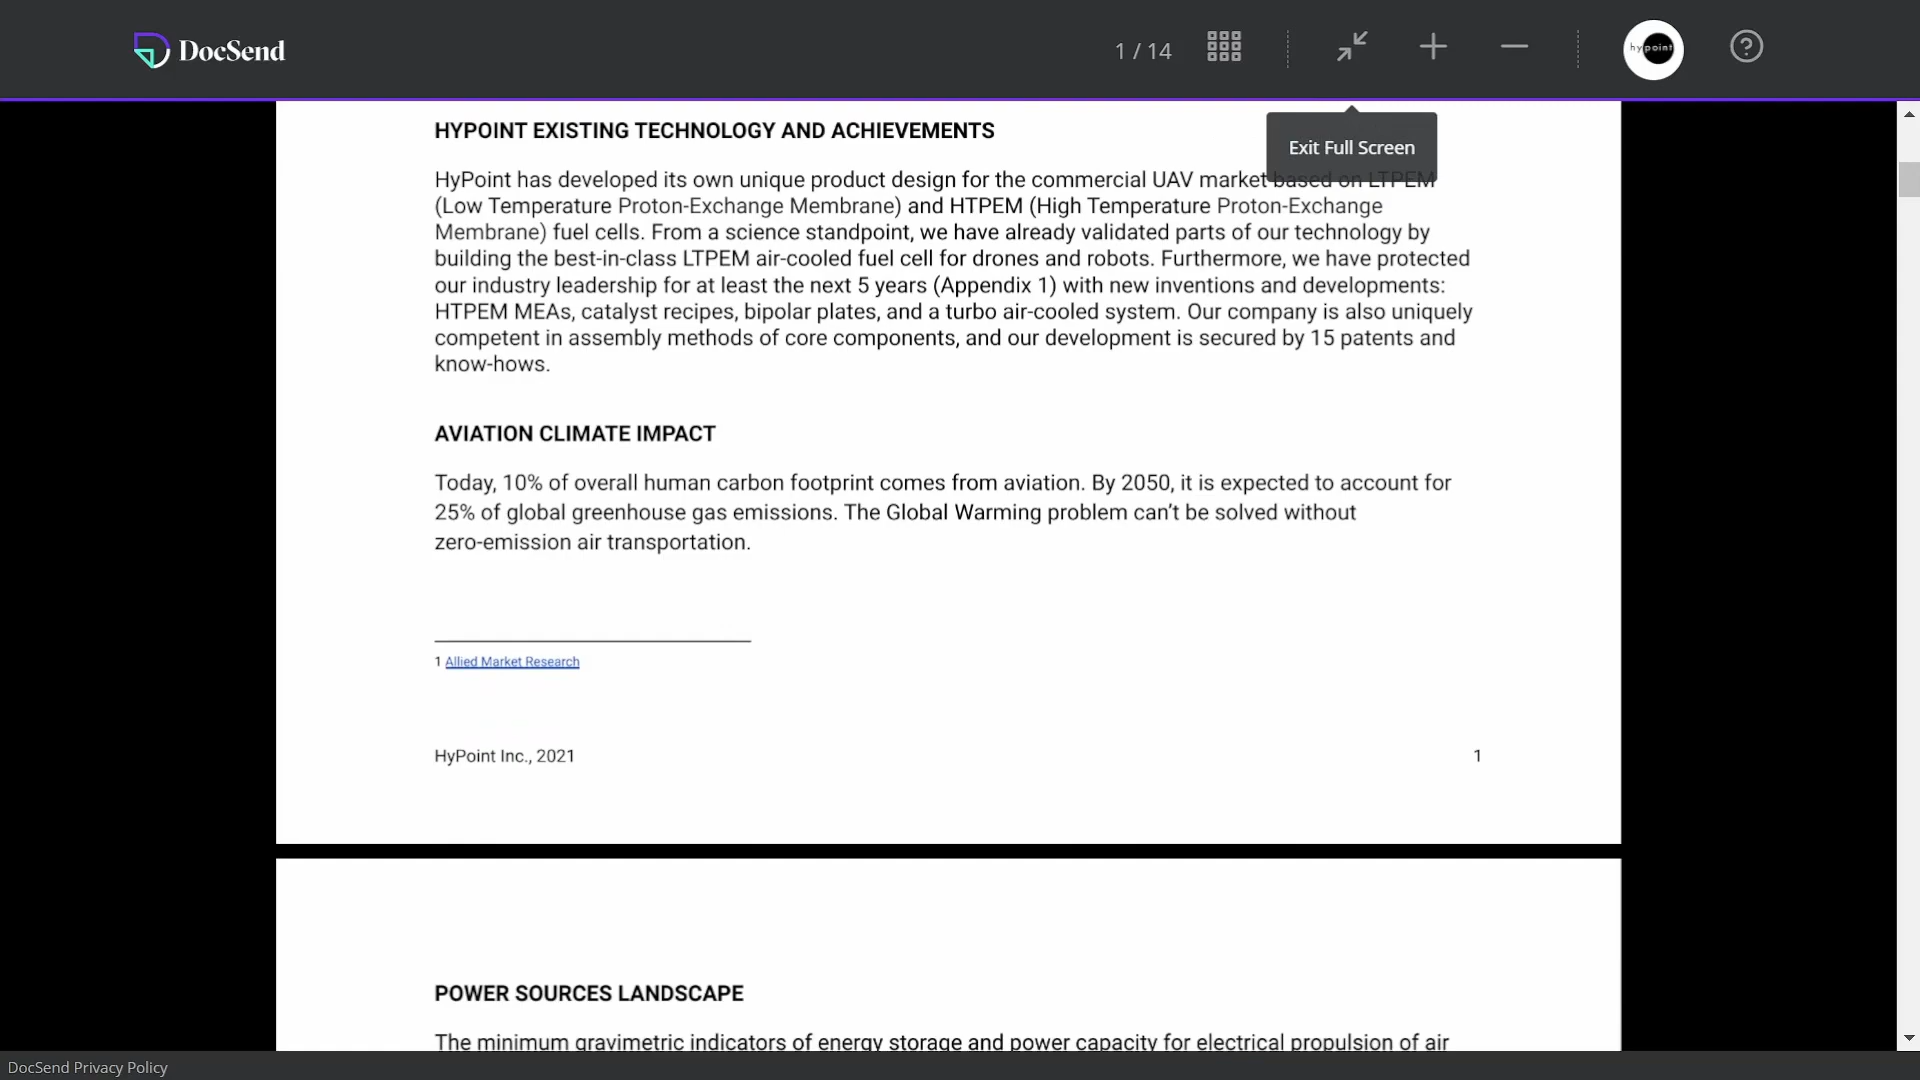 DocSend
1 / 14
hypoint
Exit Full Screen
HYPOINT EXISTING TECHNOLOGY AND ACHIEVEMENTS
HyPoint has developed its own unique product design for the commercial UAV market based on LTPEM
(Low Temperature Proton-Exchange Membrane) and HTPEM (High Temperature Proton-Exchange
Membrane) fuel cells. From a science standpoint, we have already validated parts of our technology by
building the best-in-class LTPEM air-cooled fuel cell for drones and robots. Furthermore, we have protected
our industry leadership for at least the next 5 years (Appendix 1) with new inventions and developments:
HTPEM MEAs, catalyst recipes, bipolar plates, and a turbo air-cooled system. Our company is also uniquely
competent in assembly methods of core components, and our development is secured by 15 patents and
know-hows.
AVIATION CLIMATE IMPACT
Today, 10% of overall human carbon footprint comes from aviation. By 2050, it is expected to account for
25% of global greenhouse gas emissions. The Global Warming problem can’t be solved without
zero-emission air transportation.
1 Allied Market Research
HyPoint Inc., 2021 1
POWER SOURCES LANDSCAPE
The minimum gravimetric indicators of energy storage and power capacity for electrical propulsion of air
DocSend Privacy Policy